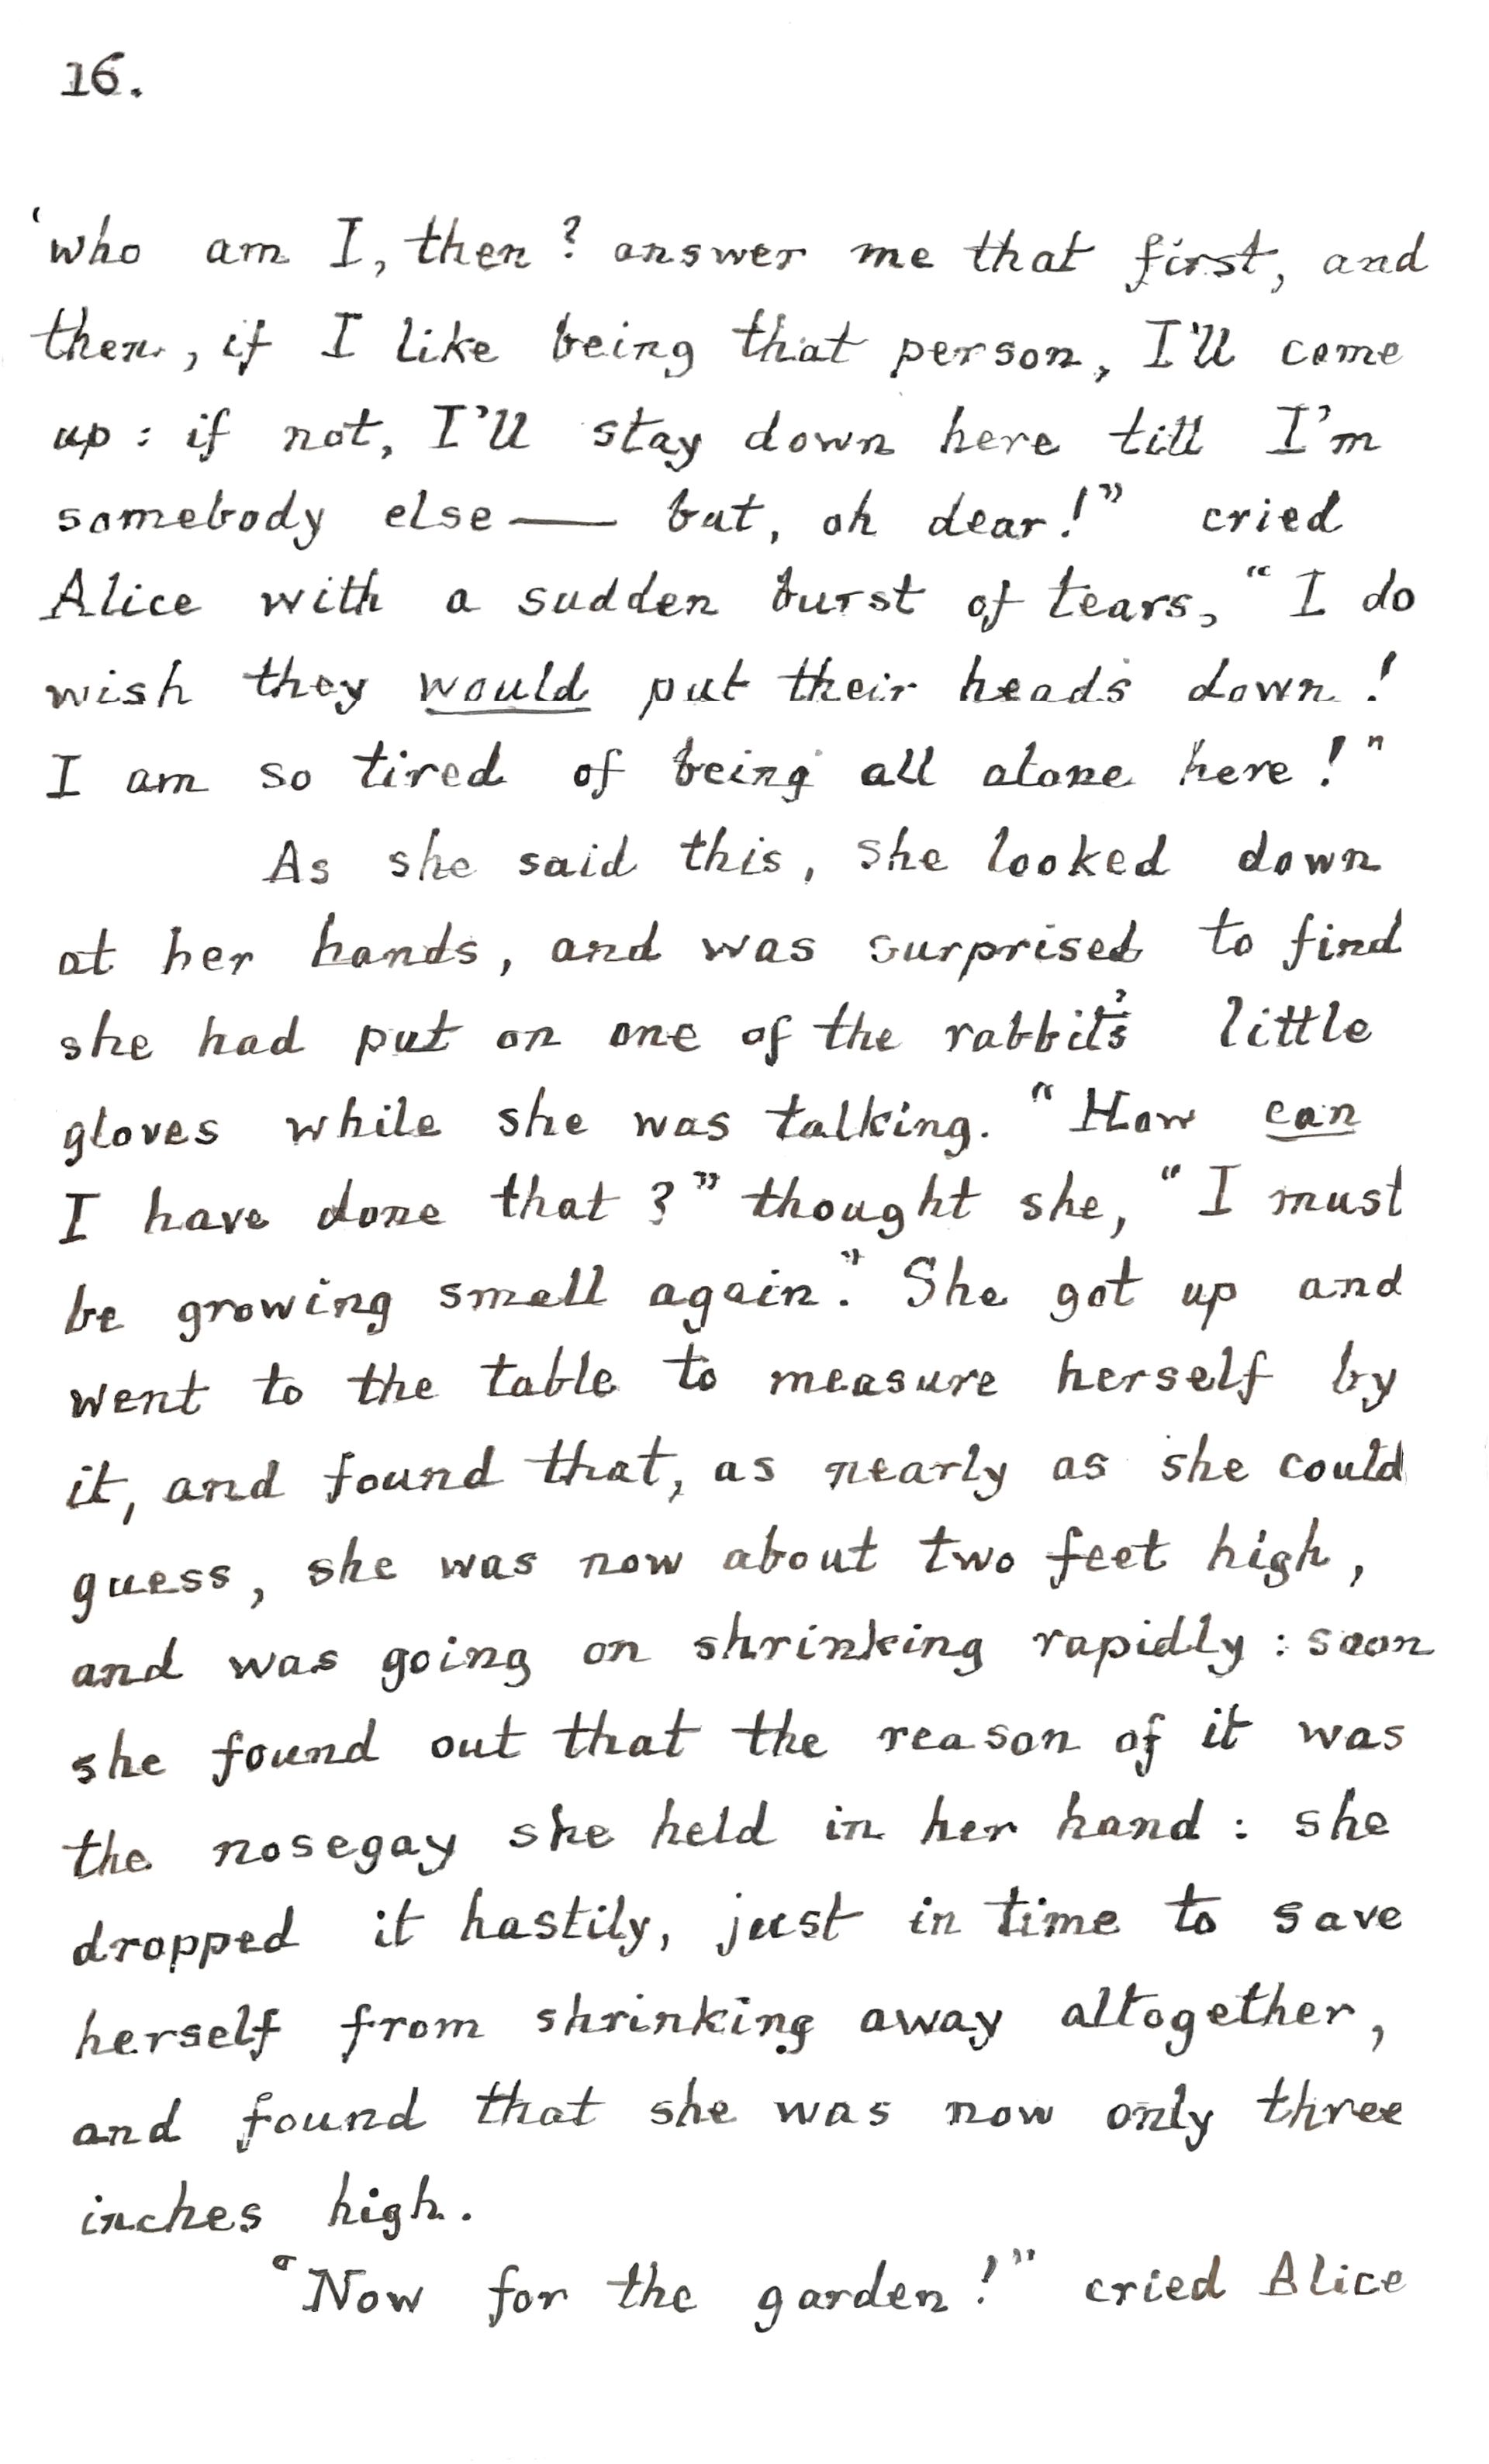 16.
‘who am I, then? answer me that first, and
then, if I like being that person, I’ll come
up: if not, I’ll stay down here till I’m
somebody else — but, oh dear!” cried
Alice with a sudden burst of tears, “I do
wish they would put their heads down!
I am so tired of being all alone here!”
As she said this, she looked down
at her hands, and was surprised to find
she had put on one of the rabbit’s little
gloves while she was talking. “How can
I have done that?” thought she, “I must
be growing small again.” She got up and
went to the table to measure herself by
it, and found that, as nearly as she could
guess, she was now about two feet high,
and was going on shrinking rapidly: soon
she found out that the reason of it was
the nosegay she held in her hand: she
dropped it hastily, just in time to save
herself from shrinking away altogether,
and found that she was now only three
inches high.
“Now for the garden!” cried Alice